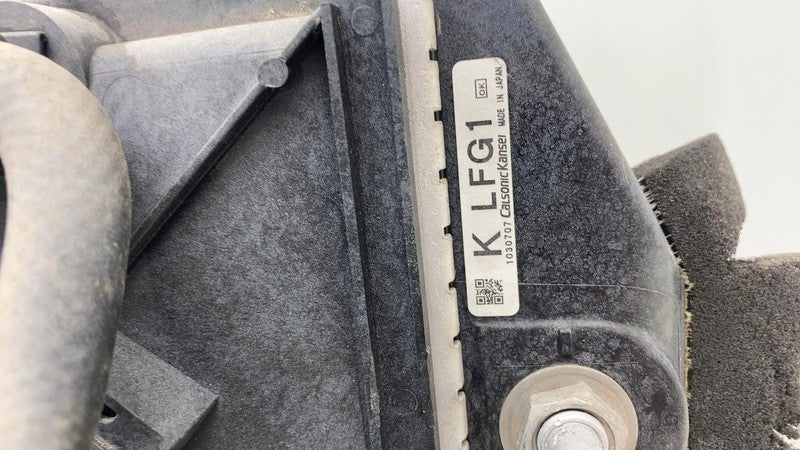 K LFG1 OK
1030707 CalsonicKansei MADE IN JAPAN